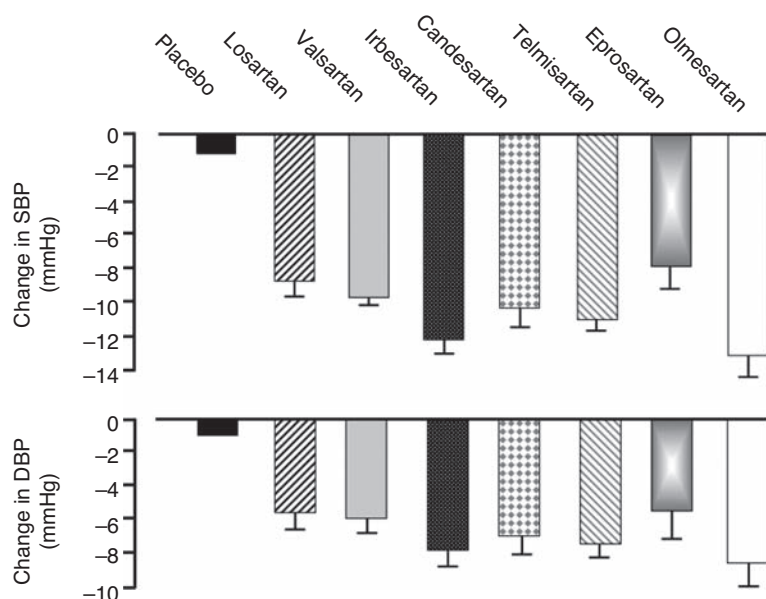 Placebo
Losartan
Valsartan
Irbesartan
Candesartan
Telmisartan
Eprosartan
Olmesartan
Change in SBP
(mmHg)
0
−2
−4
−6
−8
−10
−12
−14
Change in DBP
(mmHg)
0
−2
−4
−6
−8
−10